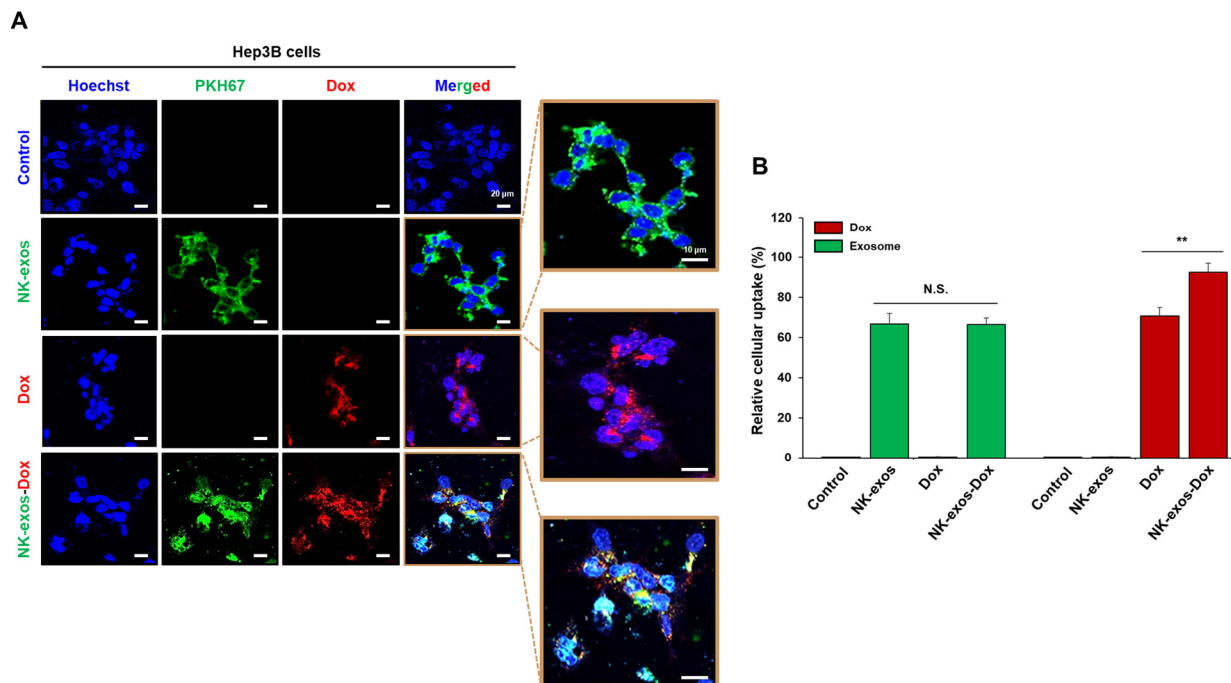 A
Hep3B cells
Hoechst PKH67 Dox Merged
Control
20 µm
NK-exos
10 µm
Dox
NK-exos-Dox
B
Relative cellular uptake (%)
120
100
80
60
40
20
0
Dox
Exosome
N.S.
**
Control NK-exos Dox NK-exos-Dox Control NK-exos Dox NK-exos-Dox